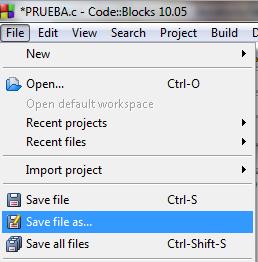 *PRUEBA.c - Code::Blocks 10.05
File Edit View Search Project Build
New
Open... Ctrl-O
Open default workspace
Recent projects
Recent files
Import project
Save file Ctrl-S
Save file as...
Save all files Ctrl-Shift-S